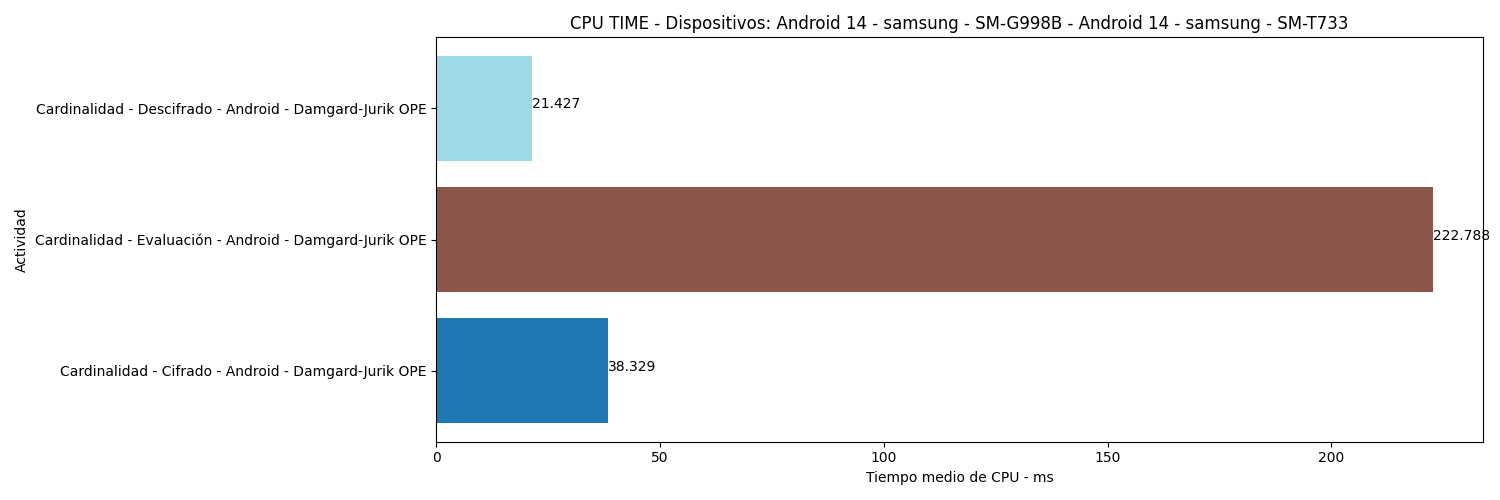 CPU TIME - Dispositivos: Android 14 - samsung - SM-G998B - Android 14 - samsung - SM-T733
Actividad
Cardinalidad - Descifrado - Android - Damgard-Jurik OPE
21.427
Cardinalidad - Evaluación - Android - Damgard-Jurik OPE
222.788
Cardinalidad - Cifrado - Android - Damgard-Jurik OPE
38.329
0 50 100 150 200
Tiempo medio de CPU - ms